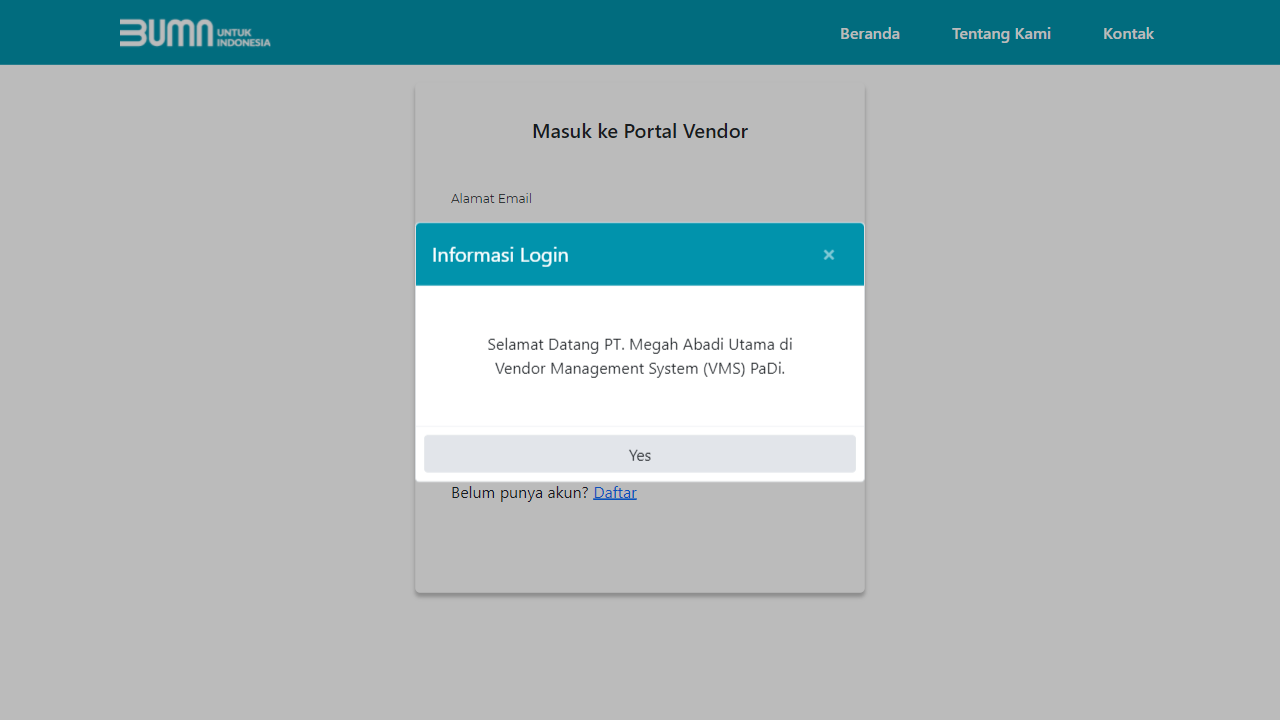 BUMN UNTUK INDONESIA
Beranda
Tentang Kami
Kontak
Masuk ke Portal Vendor
Alamat Email
Informasi Login
×
Selamat Datang PT. Megah Abadi Utama di
Vendor Management System (VMS) PaDi.
Yes
Belum punya akun? Daftar